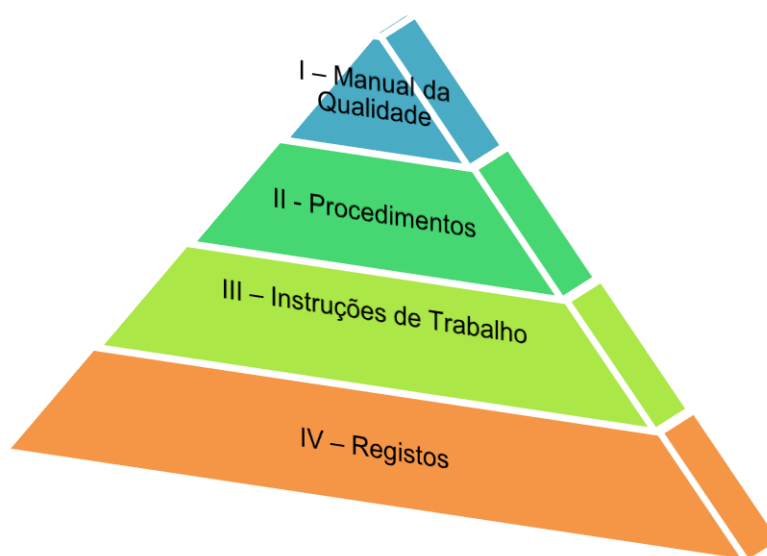 I – Manual da
Qualidade
II - Procedimentos
III – Instruções de Trabalho
IV – Registos